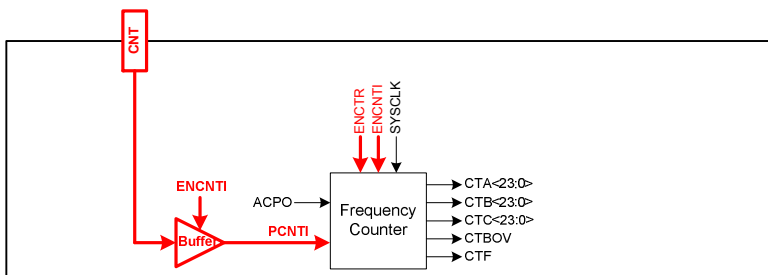 CNT
ENCTR
ENCNTI
SYSCLK
ENCNTI
ACPO
Buffer
PCNTI
Frequency
Counter
CTA<23:0>
CTB<23:0>
CTC<23:0>
CTBOV
CTF